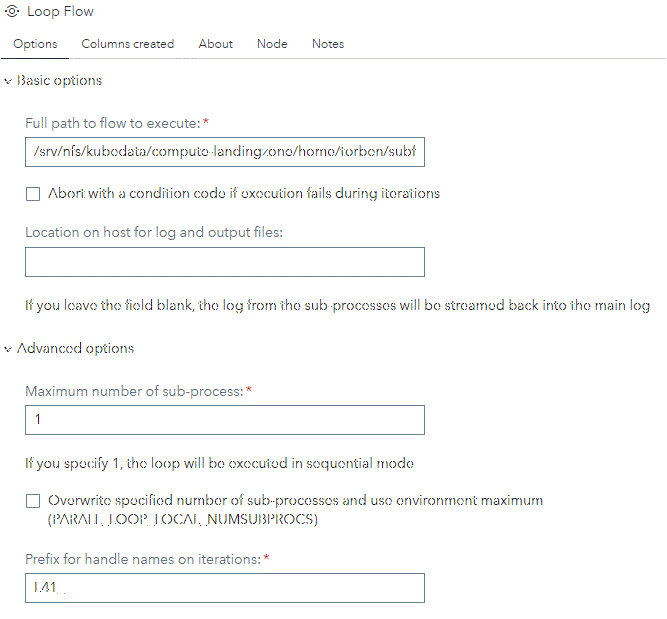 Loop Flow
Options Columns created About Node Notes
Basic options
Full path to flow to execute: *
/srv/nfs/kubedata/compute-landingzone/home/torben/subf
Abort with a condition code if execution fails during iterations
Location on host for log and output files:
If you leave the field blank, the log from the sub-processes will be streamed back into the main log
Advanced options
Maximum number of sub-process: *
1
If you specify 1, the loop will be executed in sequential mode
Overwrite specified number of sub-processes and use environment maximum
(PARALL_LOOP_LOCAL_NUMSUBPROCS)
Prefix for handle names on iterations: *